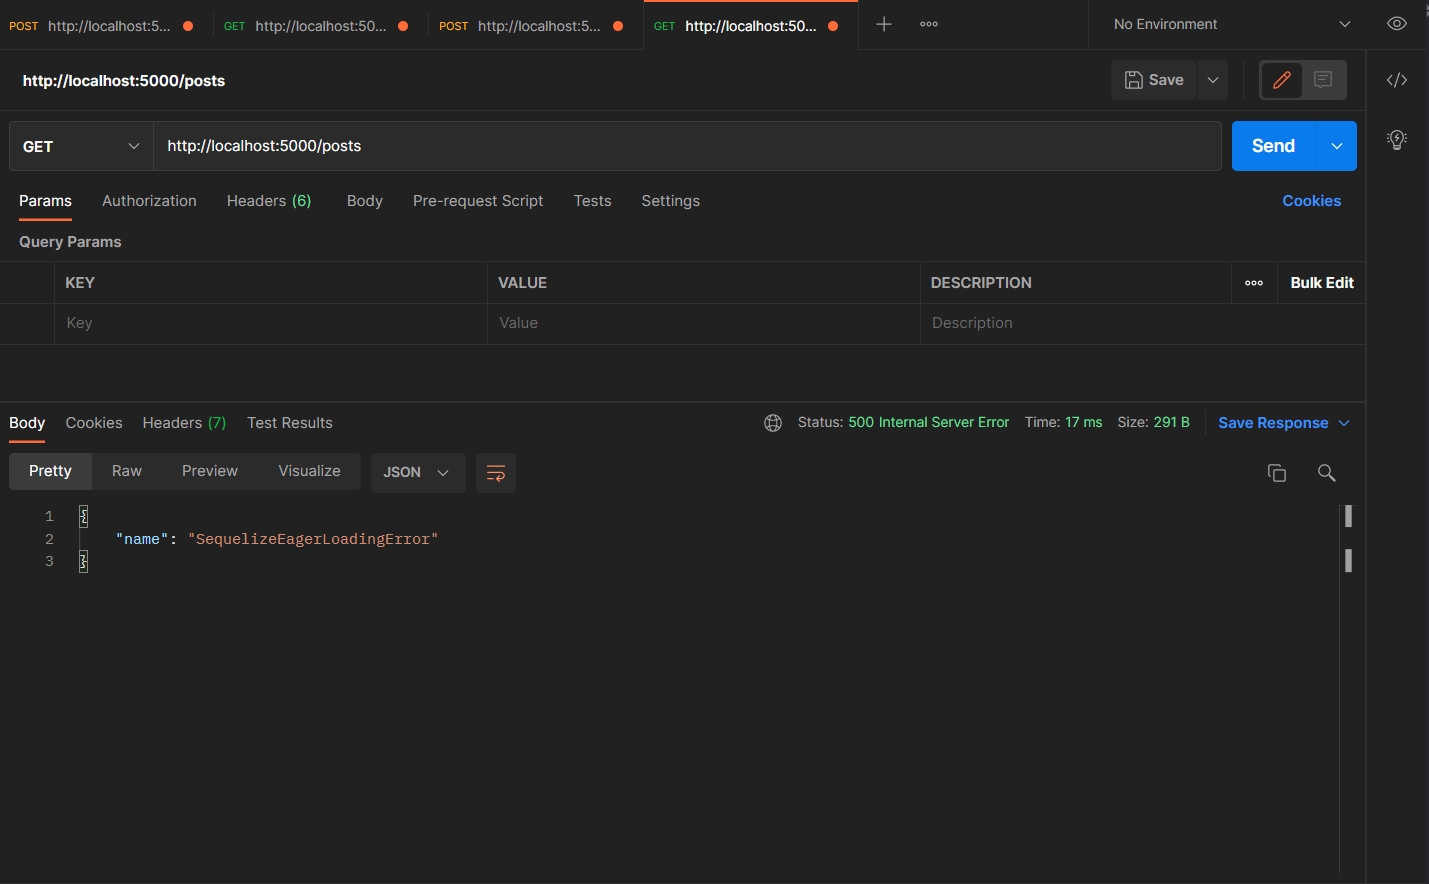 POST http://localhost:5... GET http://localhost:50... POST http://localhost:5... GET http://localhost:50... No Environment
http://localhost:5000/posts Save
GET http://localhost:5000/posts Send
Params Authorization Headers (6) Body Pre-request Script Tests Settings Cookies
Query Params
KEY VALUE DESCRIPTION Bulk Edit
Key Value Description
Body Cookies Headers (7) Test Results Status: 500 Internal Server Error Time: 17 ms Size: 291 B Save Response
Pretty Raw Preview Visualize JSON
1 {
2 "name": "SequelizeEagerLoadingError"
3 }